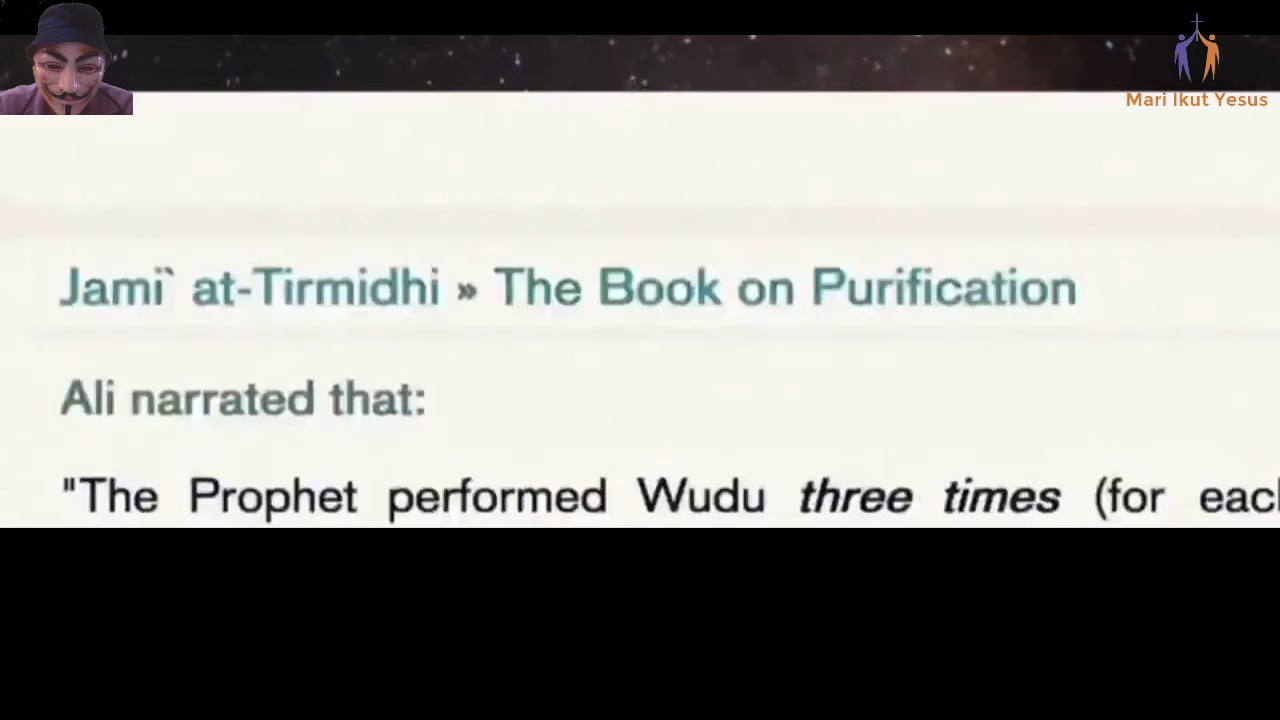 Mari Ikut Yesus
Jami` at-Tirmidhi » The Book on Purification
Ali narrated that:
"The Prophet performed Wudu three times (for each